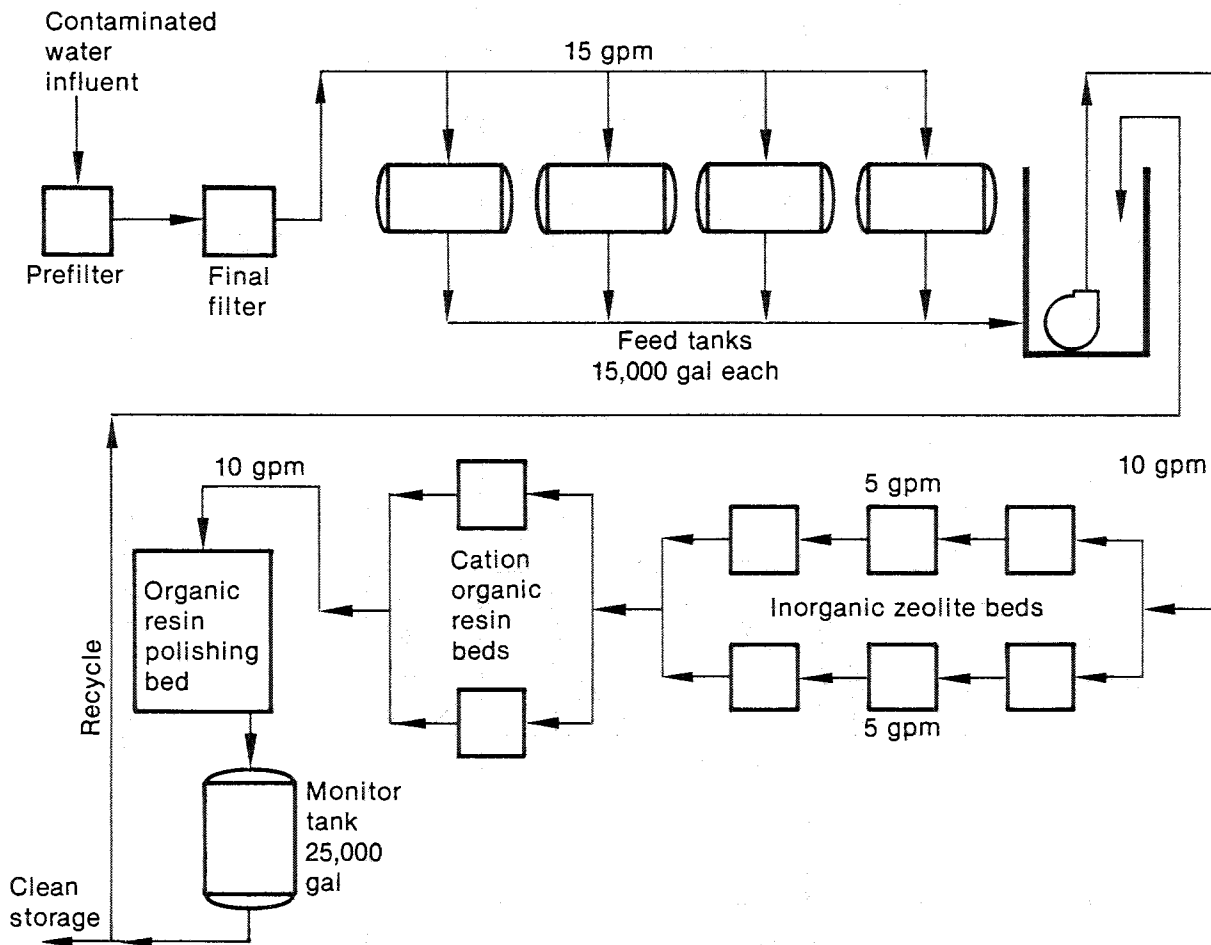 Contaminated
water
influent
15 gpm
Prefilter
Final
filter
Feed tanks
15,000 gal each
10 gpm
5 gpm
10 gpm
Cation
organic
resin
beds
Inorganic zeolite beds
Organic
resin
polishing
bed
5 gpm
Recycle
Monitor
tank
25,000
gal
Clean
storage